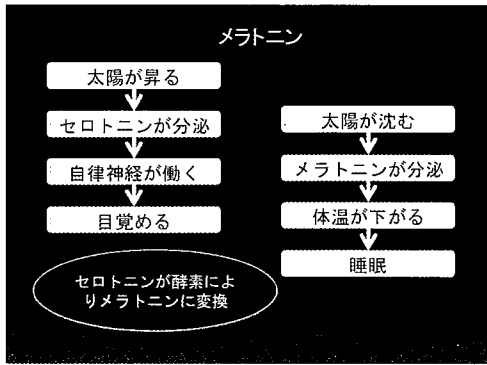 メラトニン
太陽が昇る
セロトニンが分泌
自律神経が働く
目覚める
太陽が沈む
メラトニンが分泌
体温が下がる
睡眠
セロトニンが酵素によ
りメラトニンに変換